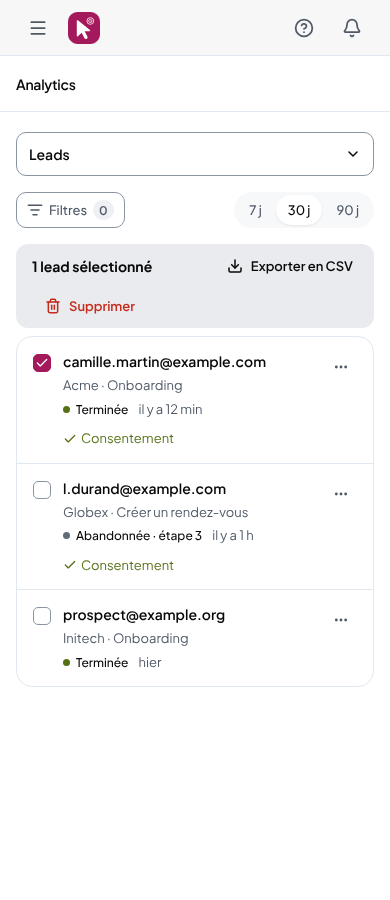 Analytics
Leads
Filtres 0 7 j 30 j 90 j
1 lead sélectionné Exporter en CSV
Supprimer
camille.martin@example.com
Acme · Onboarding
Terminée il y a 12 min
Consentement
l.durand@example.com
Globex · Créer un rendez-vous
Abandonnée · étape 3 il y a 1 h
Consentement
prospect@example.org
Initech · Onboarding
Terminée hier